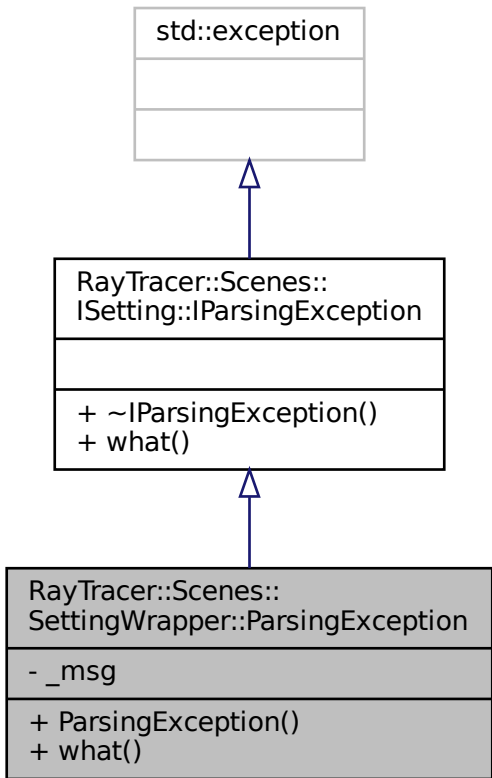 std::exception
RayTracer::Scenes::
ISetting::IParsingException
+ ~IParsingException()
+ what()
RayTracer::Scenes::
SettingWrapper::ParsingException
- _msg
+ ParsingException()
+ what()